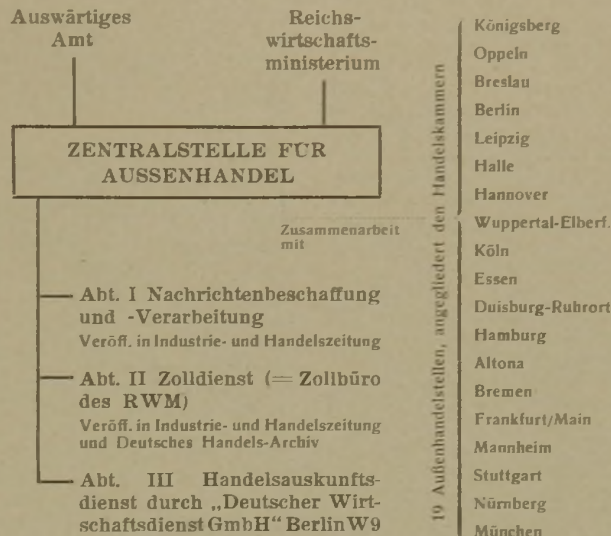 Auswärtiges
Amt
Reichs-
wirtschafts-
ministerium
ZENTRALSTELLE FÜR
AUSSENHANDEL
Zusammenarbeit
mit
Abt. I Nachrichtenbeschaffung
und -Verarbeitung
Veröff. in Industrie- und Handelszeitung
Abt. II Zolldienst (= Zollbüro
des RWM)
Veröff. in Industrie- und Handelszeitung
und Deutsches Handels-Archiv
Abt. III Handelsauskunfts-
dienst durch „Deutscher Wirt-
schaftsdienst GmbH“ Berlin W9
19 Außenhandelstellen, angegliedert den Handelskammern
Königsberg
Oppeln
Breslau
Berlin
Leipzig
Halle
Hannover
Wuppertal-Elberf.
Köln
Essen
Duisburg-Ruhrort
Hamburg
Altona
Bremen
Frankfurt/Main
Mannheim
Stuttgart
Nürnberg
München